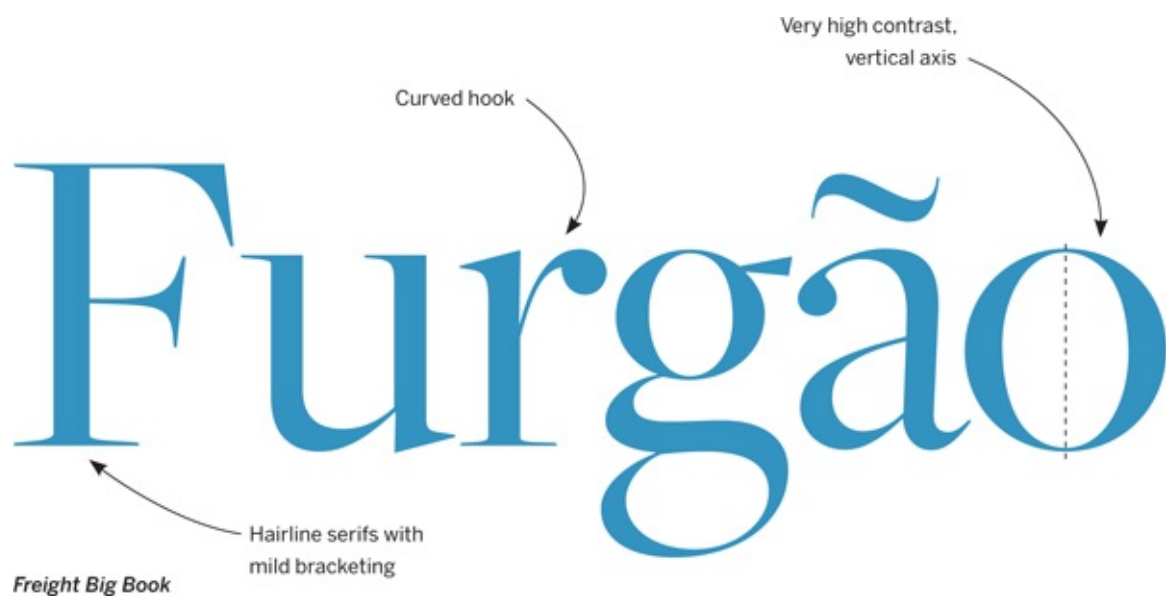 Very high contrast,
vertical axis
Curved hook
Furgão
Hairline serifs with
mild bracketing
Freight Big Book